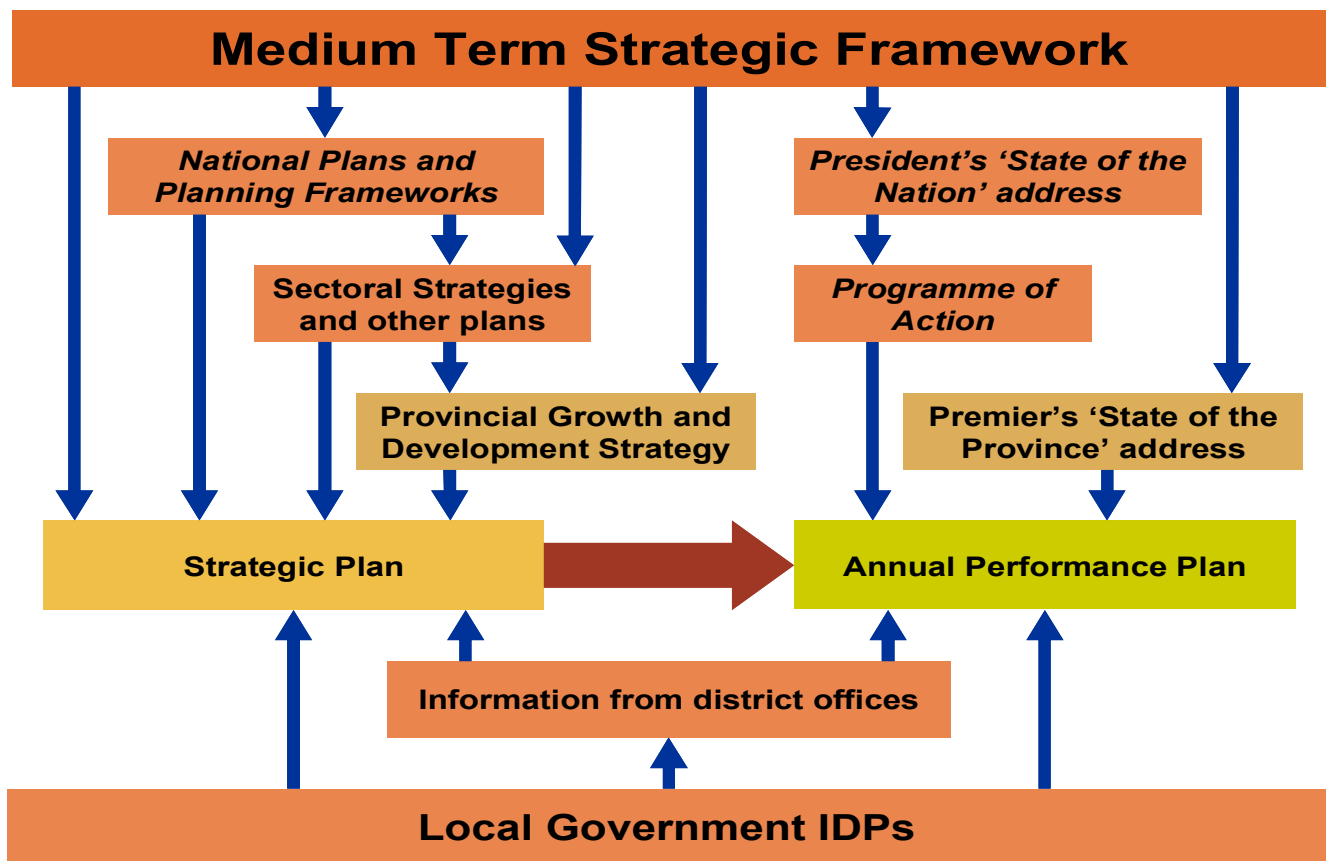 Medium Term Strategic Framework
National Plans and
Planning Frameworks
President’s ‘State of the
Nation’ address
Sectoral Strategies
and other plans
Programme of
Action
Provincial Growth and
Development Strategy
Premier’s ‘State of the
Province’ address
Strategic Plan
Annual Performance Plan
Information from district offices
Local Government IDPs